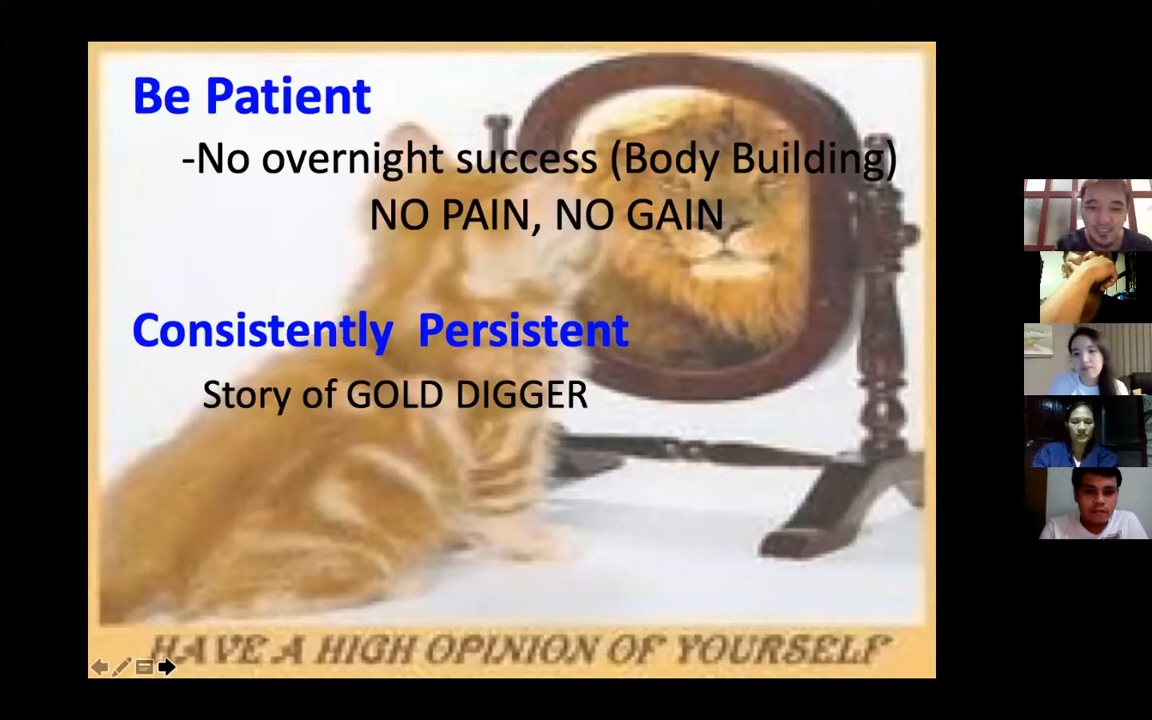 Be Patient
-No overnight success (Body Building)
NO PAIN, NO GAIN
Consistently  Persistent
Story of GOLD DIGGER
HAVE A HIGH OPINION OF YOURSELF